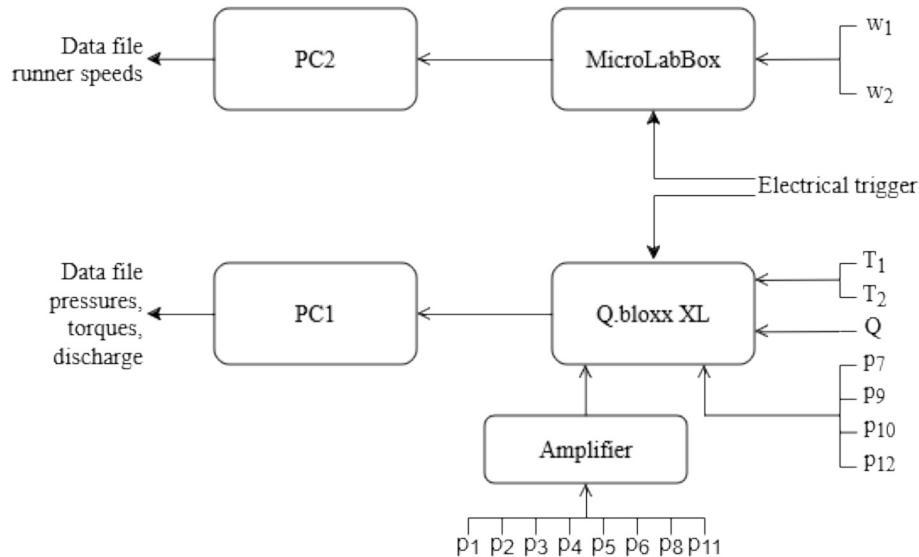 Data file
runner speeds
PC2
MicroLabBox
w1
w2
Electrical trigger
Data file
pressures,
torques,
discharge
PC1
Q.bloxx XL
T1
T2
Q
p7
p9
p10
p12
Amplifier
p1 p2 p3 p4 p5 p6 p8 p11